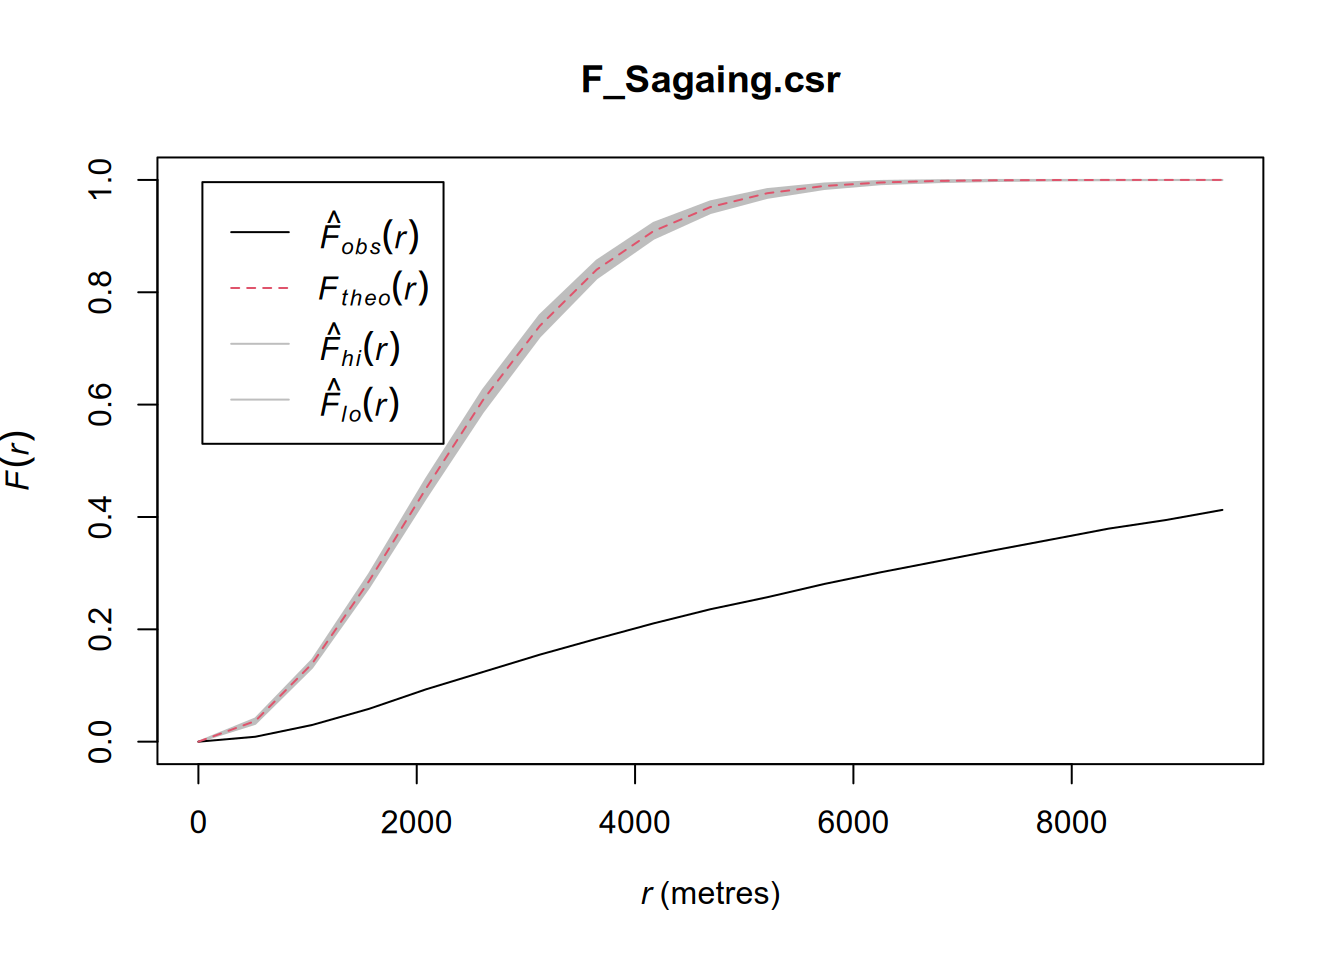 F_Sagaing.csr
F̂obs(r)
Ftheo(r)
F̂hi(r)
F̂lo(r)
F(r)
1.0
0.8
0.6
0.4
0.2
0.0
0 2000 4000 6000 8000
r (metres)